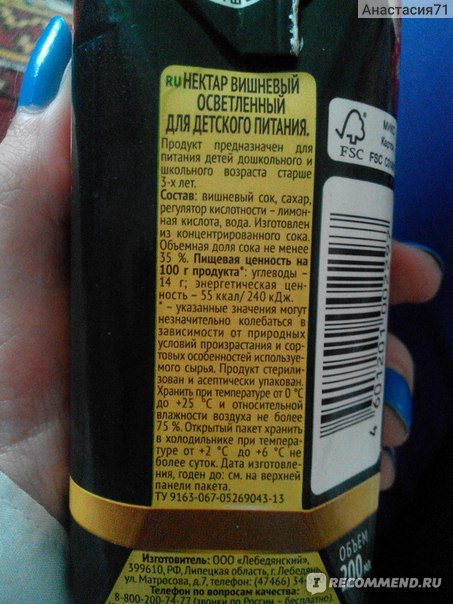 Анастасия71
RU НЕКТАР ВИШНЕВЫЙ
ОСВЕТЛЕННЫЙ
ДЛЯ ДЕТСКОГО ПИТАНИЯ.
Продукт предназначен для
питания детей дошкольного и
школьного возраста старше
3-х лет.
Состав: вишневый сок, сахар,
регулятор кислотности – лимон-
ная кислота, вода. Изготовлен
из концентрированного сока.
Объемная доля сока не менее
35 %. Пищевая ценность на
100 г продукта*: углеводы –
14 г; энергетическая цен-
ность – 55 ккал/ 240 кДж.
* – указанные значения могут
незначительно колебаться в
зависимости от природных
условий произрастания и сор-
товых особенностей используе-
мого сырья. Продукт стерили-
зован и асептически упакован.
Хранить при температуре от 0 °С
до +25 °С и относительной
влажности воздуха не более
75 %. Открытый пакет хранить
в холодильнике при темпера-
туре от +2 °С до +6 °С не
более суток. Дата изготовле-
ния, годен до: см. на верхней
панели пакета.
ТУ 9163-067-05269043-13
FSC
ОБЪЕМ
Изготовитель: ООО «Лебедянский»,
399610, РФ, Липецкая область, г. Лебедянь,
ул. Матросова, д.7, телефон: (47466)
Телефон по вопросам качества:
8-800-200-74-77 (звонки по России – бесплатно)
IRECOMMEND.RU